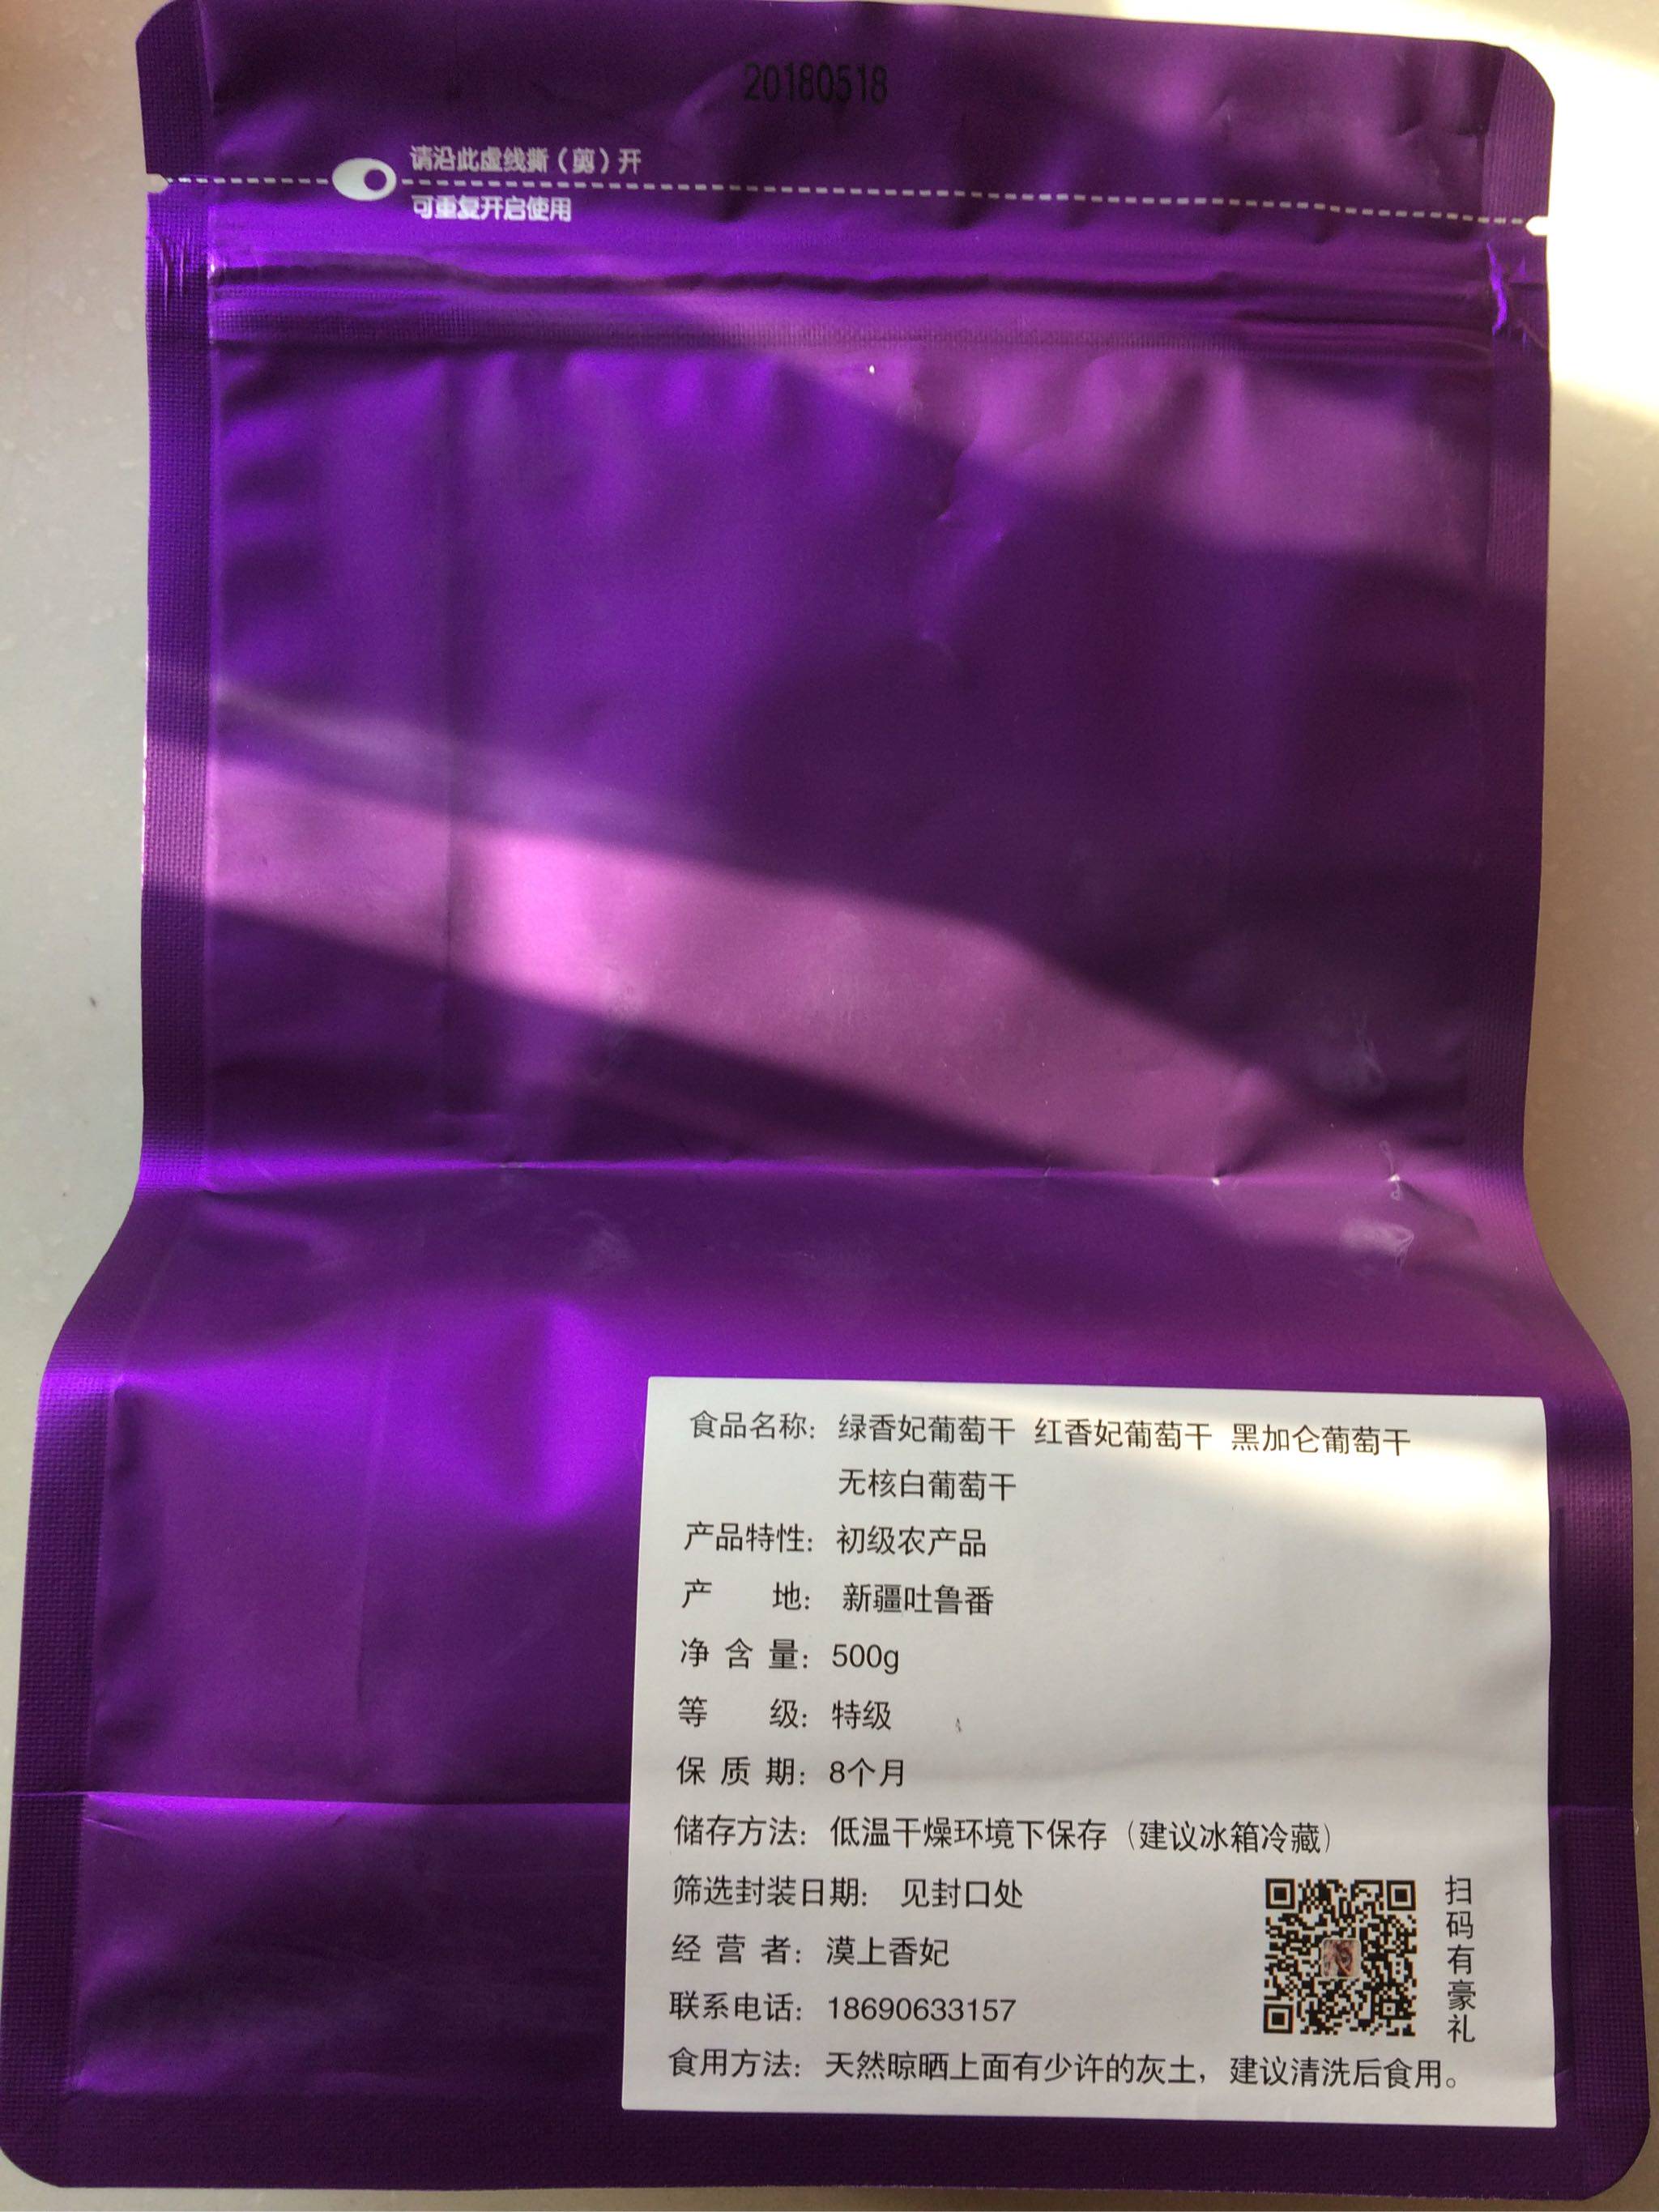 20180518
请沿此虚线撕（剪）开
可重复开启使用
食品名称：绿香妃葡萄干 红香妃葡萄干 黑加仑葡萄干
无核白葡萄干
产品特性：初级农产品
产 地：新疆吐鲁番
净含量：500g
等 级：特级
保质期：8个月
储存方法：低温干燥环境下保存（建议冰箱冷藏）
筛选封装日期：见封口处
经营者：漠上香妃
联系电话：18690633157
食用方法：天然晾晒上面有少许的灰土，建议清洗后食用。
扫码有豪礼